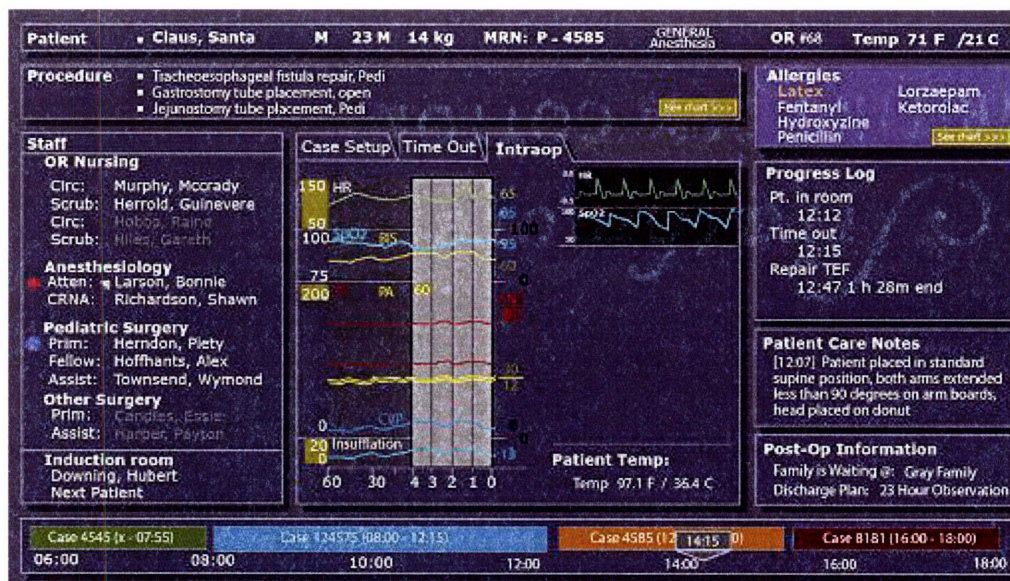 Patient ▪ Claus, Santa M 23 M 14 kg MRN: P - 4585 GENERAL Anesthesia OR #68 Temp 71 F /21 C
Procedure
▪ Tracheoesophageal fistula repair, Pedi
▪ Gastrostomy tube placement, open
▪ Jejunostomy tube placement, Pedi
See chart >>>
Allergies
Latex Lorzaepam
Fentanyl Ketorolac
Hydroxyzine
Penicillin
See chart >>>
Staff
OR Nursing
Circ: Murphy, Mccrady
Scrub: Herrold, Guinevere
Circ: Hobop, Raine
Scrub: Hiles, Gareth
Anesthesiology
Atten: Larson, Bonnie
CRNA: Richardson, Shawn
Pediatric Surgery
Prim: Herndon, Piety
Fellow: Hoffhants, Alex
Assist: Townsend, Wymond
Other Surgery
Prim: Candles, Essie
Assist: Harper, Payton
Induction room
Downing, Hubert
Next Patient
Case Setup Time Out Intraop
150 HR 65
50
100 SpO2 RIS 95
75 60
200 PA 60
30
12
0 CVP
20 Insufflation
0 18
60 30 4 3 2 1 0
HR
SpO2
Patient Temp:
Temp 97.1 F / 36.4 C
Progress Log
Pt. in room
12:12
Time out
12:15
Repair TEF
12:47 1 h 28m end
Patient Care Notes
[12:07] Patient placed in standard
supine position, both arms extended
less than 90 degrees on arm boards,
head placed on donut
Post-Op Information
Family is Waiting @: Gray Family
Discharge Plan: 23 Hour Observation
Case 4545 (x - 07:55) Case 424575 (08:00 - 12:15) Case 4585 (12 14:15 0) Case 8181 (16:00 - 18:00)
06:00 08:00 10:00 12:00 14:00 16:00 18:00